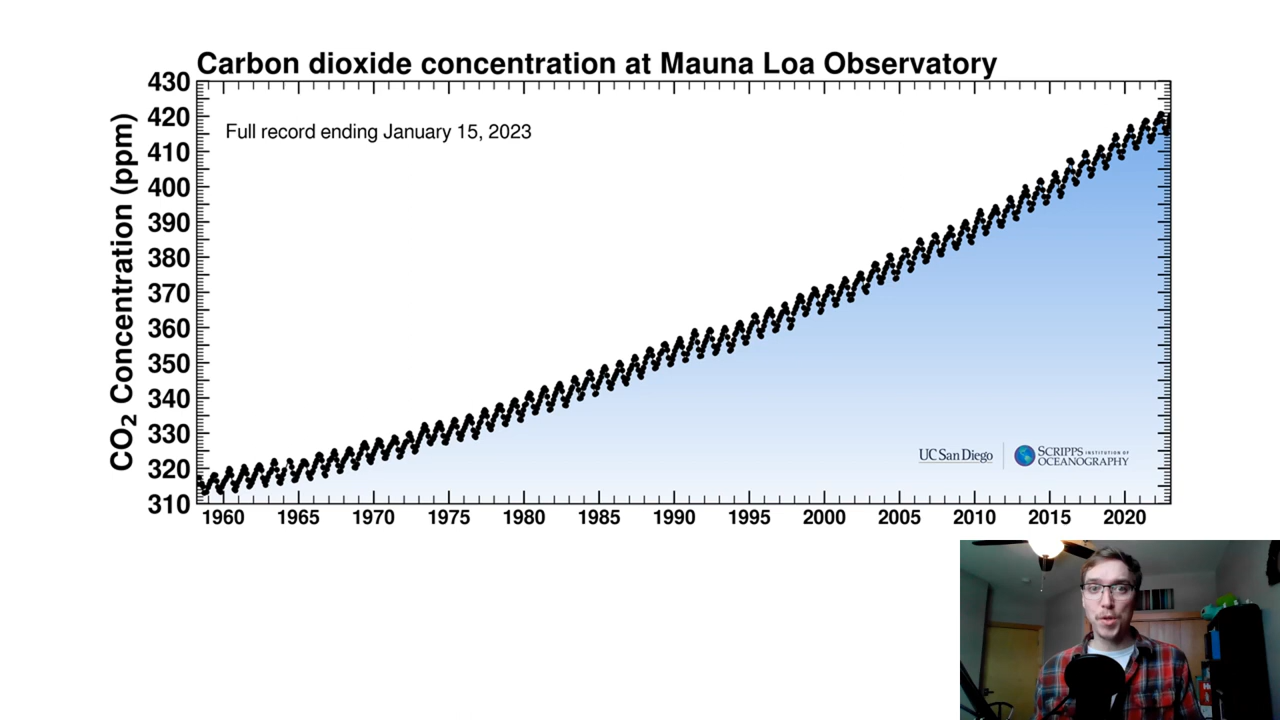 Carbon dioxide concentration at Mauna Loa Observatory
430
420
410
400
390
380
370
360
350
340
330
320
310
CO₂ Concentration (ppm)
Full record ending January 15, 2023
UC San Diego
SCRIPPS INSTITUTION OF
OCEANOGRAPHY
1960 1965 1970 1975 1980 1985 1990 1995 2000 2005 2010 2015 2020